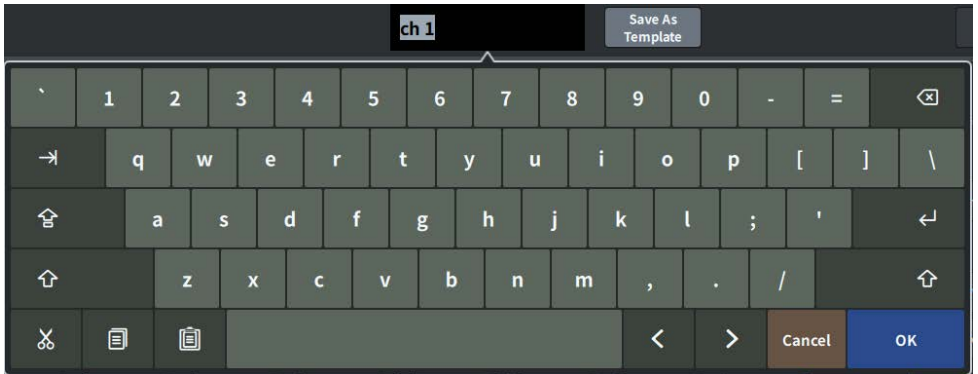 ch 1
Save As
Template
` 1 2 3 4 5 6 7 8 9 0 - =
q w e r t y u i o p [ ] \
a s d f g h j k l ; '
z x c v b n m , . /
Cancel OK